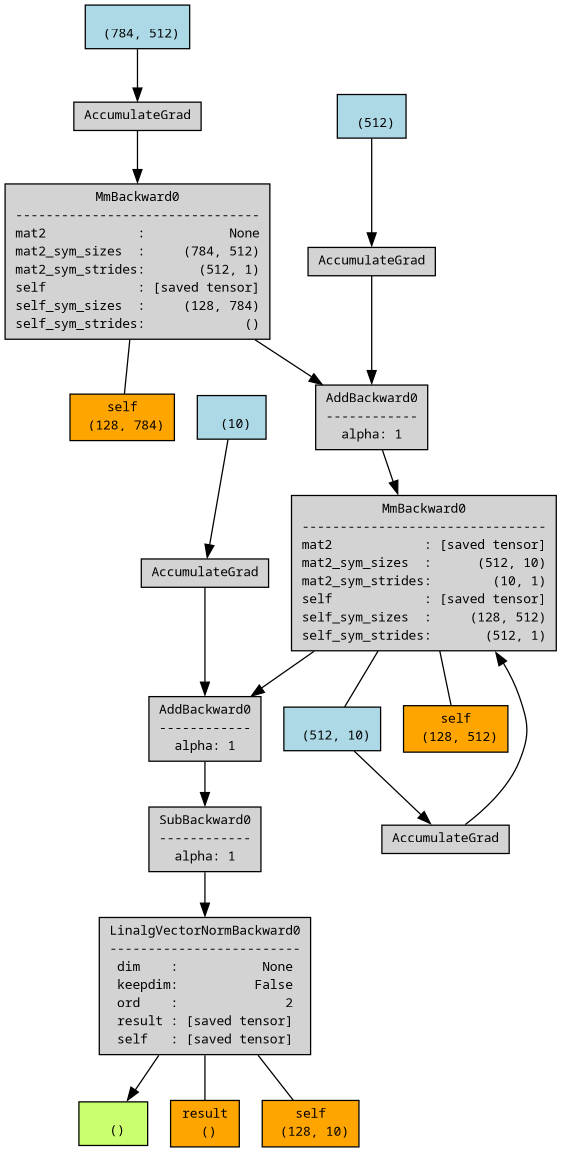 (784, 512)
AccumulateGrad
(512)
MmBackward0
--------------------------------
mat2            :           None
mat2_sym_sizes  :     (784, 512)
mat2_sym_strides:       (512, 1)
self            : [saved tensor]
self_sym_sizes  :     (128, 784)
self_sym_strides:             ()
AccumulateGrad
self
(128, 784)
(10)
AddBackward0
------------
alpha: 1
MmBackward0
--------------------------------
mat2            : [saved tensor]
mat2_sym_sizes  :      (512, 10)
mat2_sym_strides:        (10, 1)
self            : [saved tensor]
self_sym_sizes  :     (128, 512)
self_sym_strides:       (512, 1)
AccumulateGrad
AddBackward0
------------
alpha: 1
(512, 10)
self
(128, 512)
SubBackward0
------------
alpha: 1
AccumulateGrad
LinalgVectorNormBackward0
-------------------------
dim    :           None
keepdim:          False
ord    :              2
result : [saved tensor]
self   : [saved tensor]
()
result
()
self
(128, 10)